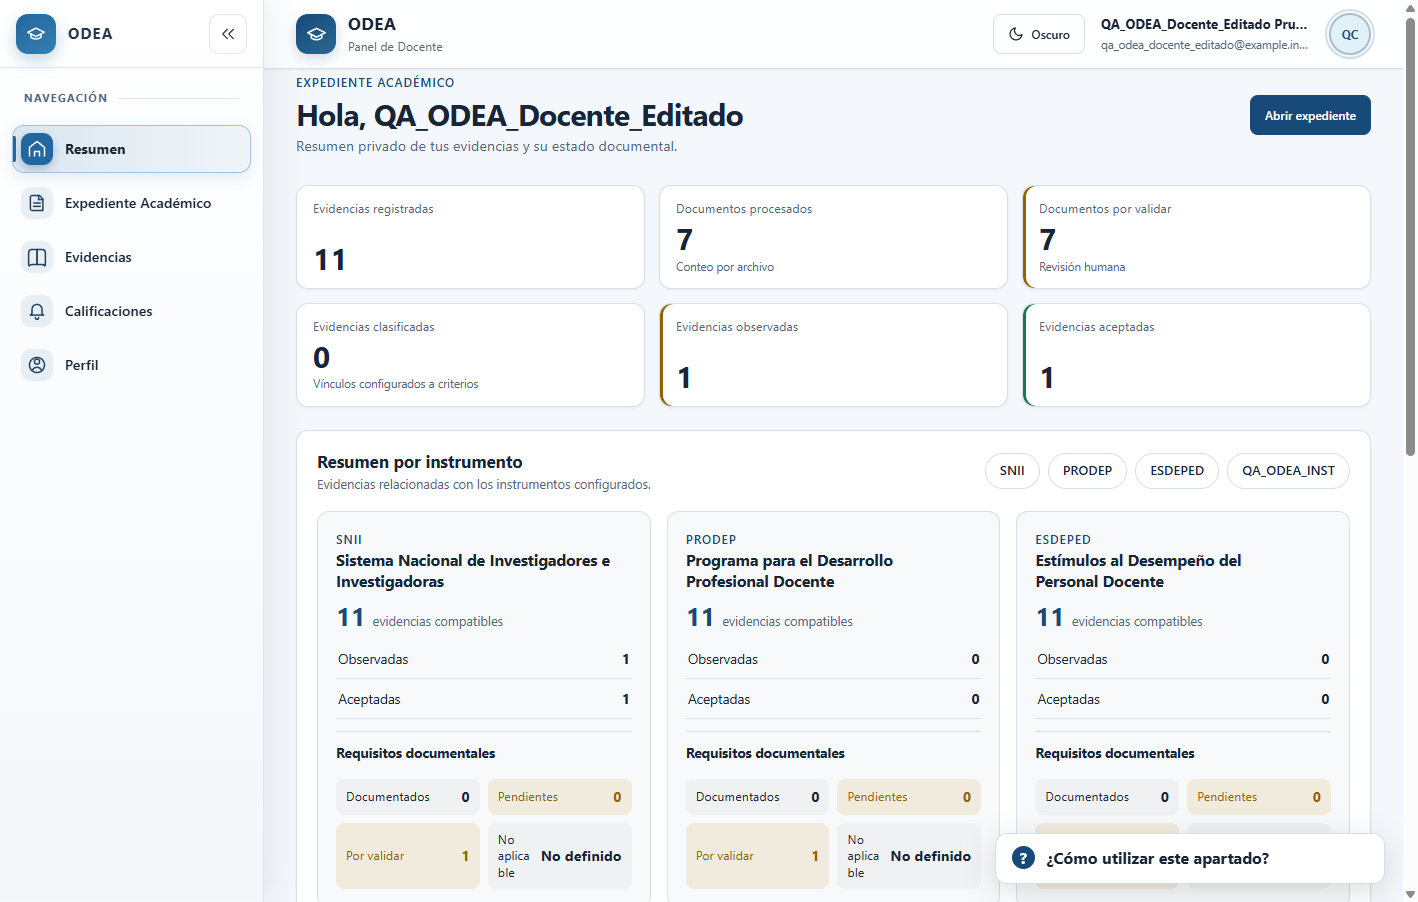 ODEA
NAVEGACIÓN
Resumen
Expediente Académico
Evidencias
Calificaciones
Perfil
ODEA
Panel de Docente
Oscuro
QA_ODEA_Docente_Editado Pru...
qa_odea_docente_editado@example.in...
QC
EXPEDIENTE ACADÉMICO
Hola, QA_ODEA_Docente_Editado
Resumen privado de tus evidencias y su estado documental.
Abrir expediente
Evidencias registradas
11
Documentos procesados
7
Conteo por archivo
Documentos por validar
7
Revisión humana
Evidencias clasificadas
0
Vínculos configurados a criterios
Evidencias observadas
1
Evidencias aceptadas
1
Resumen por instrumento
Evidencias relacionadas con los instrumentos configurados.
SNII
PRODEP
ESDEPED
QA_ODEA_INST
SNII
Sistema Nacional de Investigadores e
Investigadoras
11 evidencias compatibles
Observadas 1
Aceptadas 1
Requisitos documentales
Documentados 0
Pendientes 0
Por validar 1
No
aplica
ble
No definido
PRODEP
Programa para el Desarrollo
Profesional Docente
11 evidencias compatibles
Observadas 0
Aceptadas 0
Requisitos documentales
Documentados 0
Pendientes 0
Por validar 1
No
aplica
ble
No definido
ESDEPED
Estímulos al Desempeño del
Personal Docente
11 evidencias compatibles
Observadas 0
Aceptadas 0
Requisitos documentales
Documentados 0
Pendientes 0
? ¿Cómo utilizar este apartado?